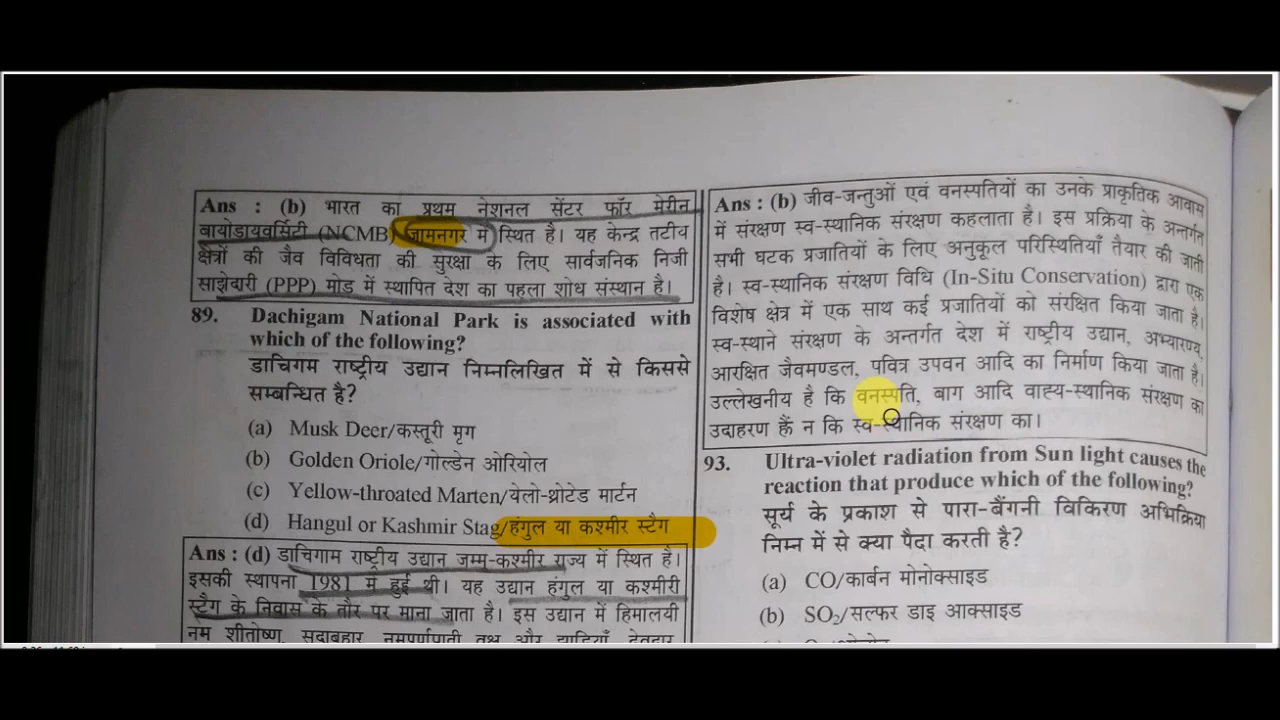 Ans : (b) भारत का प्रथम नेशनल सेंटर फॉर मेरीन
बायोडायवर्सिटी (NCMB) जामनगर में स्थित है। यह केन्द्र तटीय
क्षेत्रों की जैव विविधता की सुरक्षा के लिए सार्वजनिक निजी
साझेदारी (PPP) मोड में स्थापित देश का पहला शोध संस्थान है।
89. Dachigam National Park is associated with
which of the following?
डाचिगम राष्ट्रीय उद्यान निम्नलिखित में से किससे
सम्बन्धित है?
(a) Musk Deer/कस्तूरी मृग
(b) Golden Oriole/गोल्डेन ओरियोल
(c) Yellow-throated Marten/येलो-थ्रोटेड मार्टन
(d) Hangul or Kashmir Stag/हंगुल या कश्मीर स्टैग
Ans : (d) डाचिगाम राष्ट्रीय उद्यान जम्मू-कश्मीर राज्य में स्थित है।
इसकी स्थापना 1981 में हुई थी। यह उद्यान हंगुल या कश्मीरी
स्टैग के निवास के तौर पर माना जाता है। इस उद्यान में हिमालयी
नम शीतोष्ण, सदाबहार, नमपर्णपाती वृक्ष और झाड़ियाँ, देवदार
Ans : (b) जीव-जन्तुओं एवं वनस्पतियों का उनके प्राकृतिक आवास
में संरक्षण स्व-स्थानिक संरक्षण कहलाता है। इस प्रक्रिया के अन्तर्गत
सभी घटक प्रजातियों के लिए अनुकूल परिस्थितियाँ तैयार की जाती
है। स्व-स्थानिक संरक्षण विधि (In-Situ Conservation) द्वारा एक
विशेष क्षेत्र में एक साथ कई प्रजातियों को संरक्षित किया जाता है।
स्व-स्थाने संरक्षण के अन्तर्गत देश में राष्ट्रीय उद्यान, अभ्यारण्य,
आरक्षित जैवमण्डल, पवित्र उपवन आदि का निर्माण किया जाता है।
उल्लेखनीय है कि वनस्पति, बाग आदि वाह्य-स्थानिक संरक्षण का
उदाहरण हैं न कि स्व-स्थानिक संरक्षण का।
93. Ultra-violet radiation from Sun light causes the
reaction that produce which of the following?
सूर्य के प्रकाश से पारा-बैंगनी विकिरण अभिक्रिया
निम्न में से क्या पैदा करती है?
(a) CO/कार्बन मोनोक्साइड
(b) SO₂/सल्फर डाइ आक्साइड